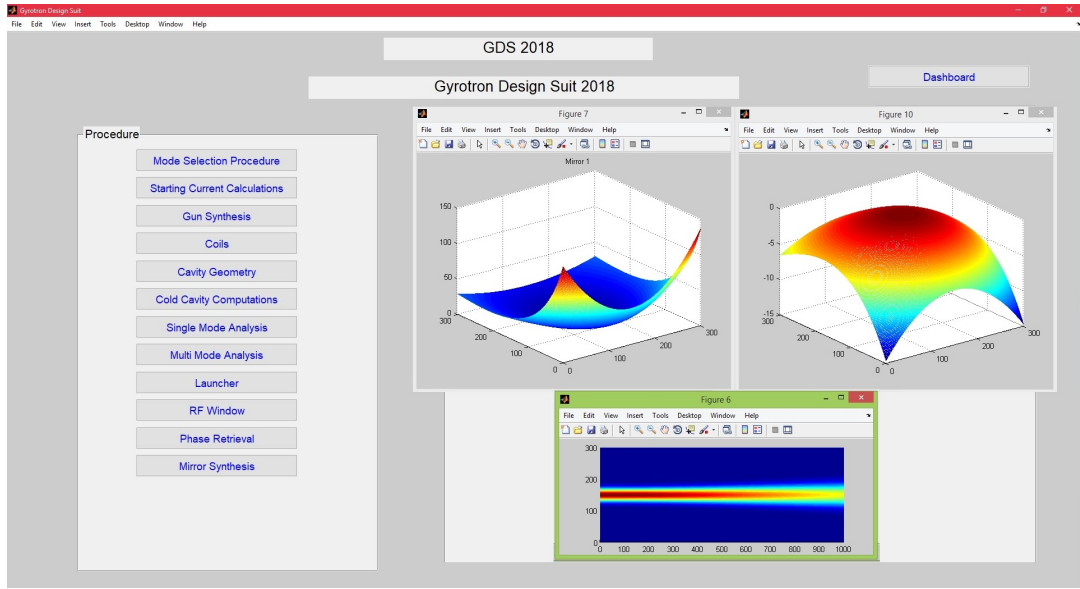 Gyrotron Design Suit
File Edit View Insert Tools Desktop Window Help
GDS 2018
Gyrotron Design Suit 2018
Dashboard
Procedure
Mode Selection Procedure
Starting Current Calculations
Gun Synthesis
Coils
Cavity Geometry
Cold Cavity Computations
Single Mode Analysis
Multi Mode Analysis
Launcher
RF Window
Phase Retrieval
Mirror Synthesis
Figure 7
File Edit View Insert Tools Desktop Window Help
Mirror 1
150
100
50
0
300
200
100
0
0
100
200
300
Figure 10
File Edit View Insert Tools Desktop Window Help
0
-5
-10
-15
300
200
100
0
0
100
200
300
Figure 6
File Edit View Insert Tools Desktop Window Help
300
200
100
0
0 100 200 300 400 500 600 700 800 900 1000